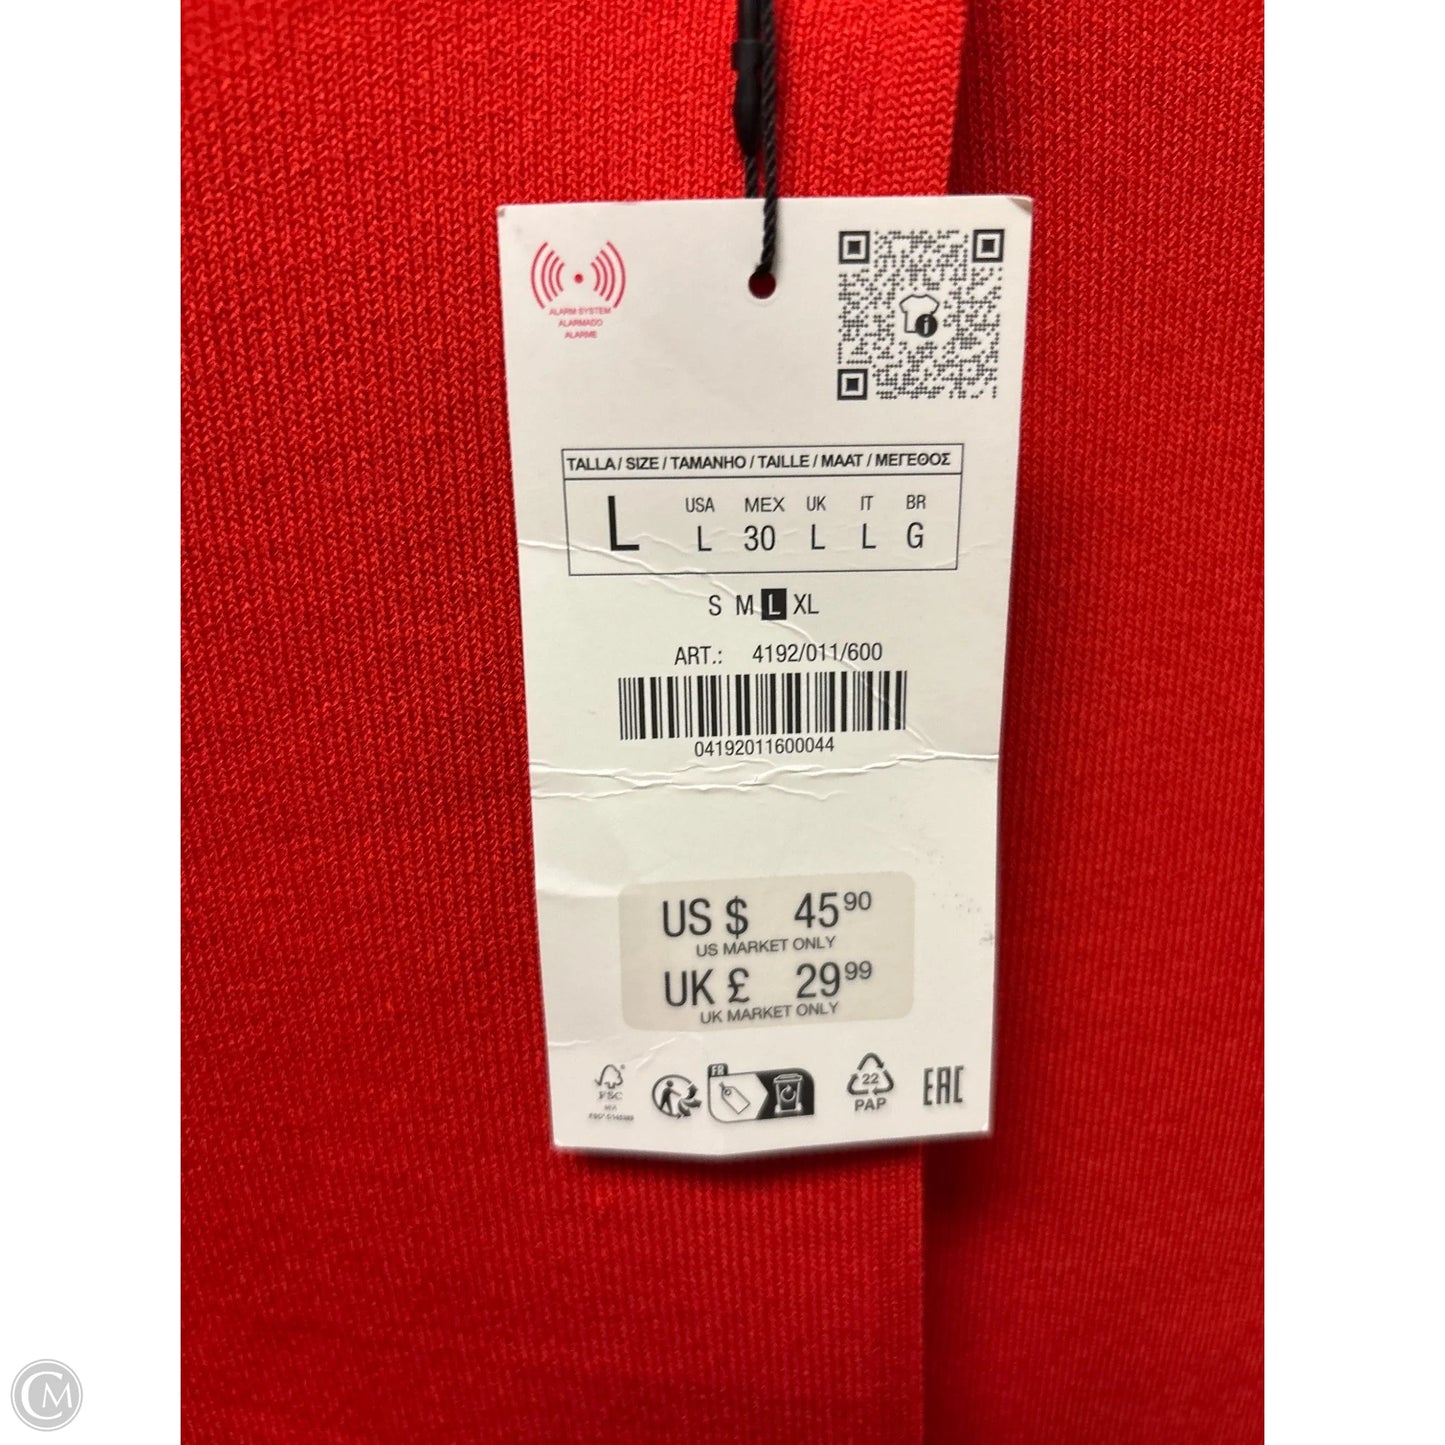 ALARM SYSTEM
ALARMADO
ALARME
TALLA / SIZE / TAMANHO / TAILLE / MAAT / ΜΕΓΕΘΟΣ
L USA MEX UK IT BR
L 30 L L G
S M L XL
ART.: 4192/011/600
04192011600044
US $ 45 90
US MARKET ONLY
UK £ 29 99
UK MARKET ONLY
FSC
MIX
FR
22
PAP
EAC
CM